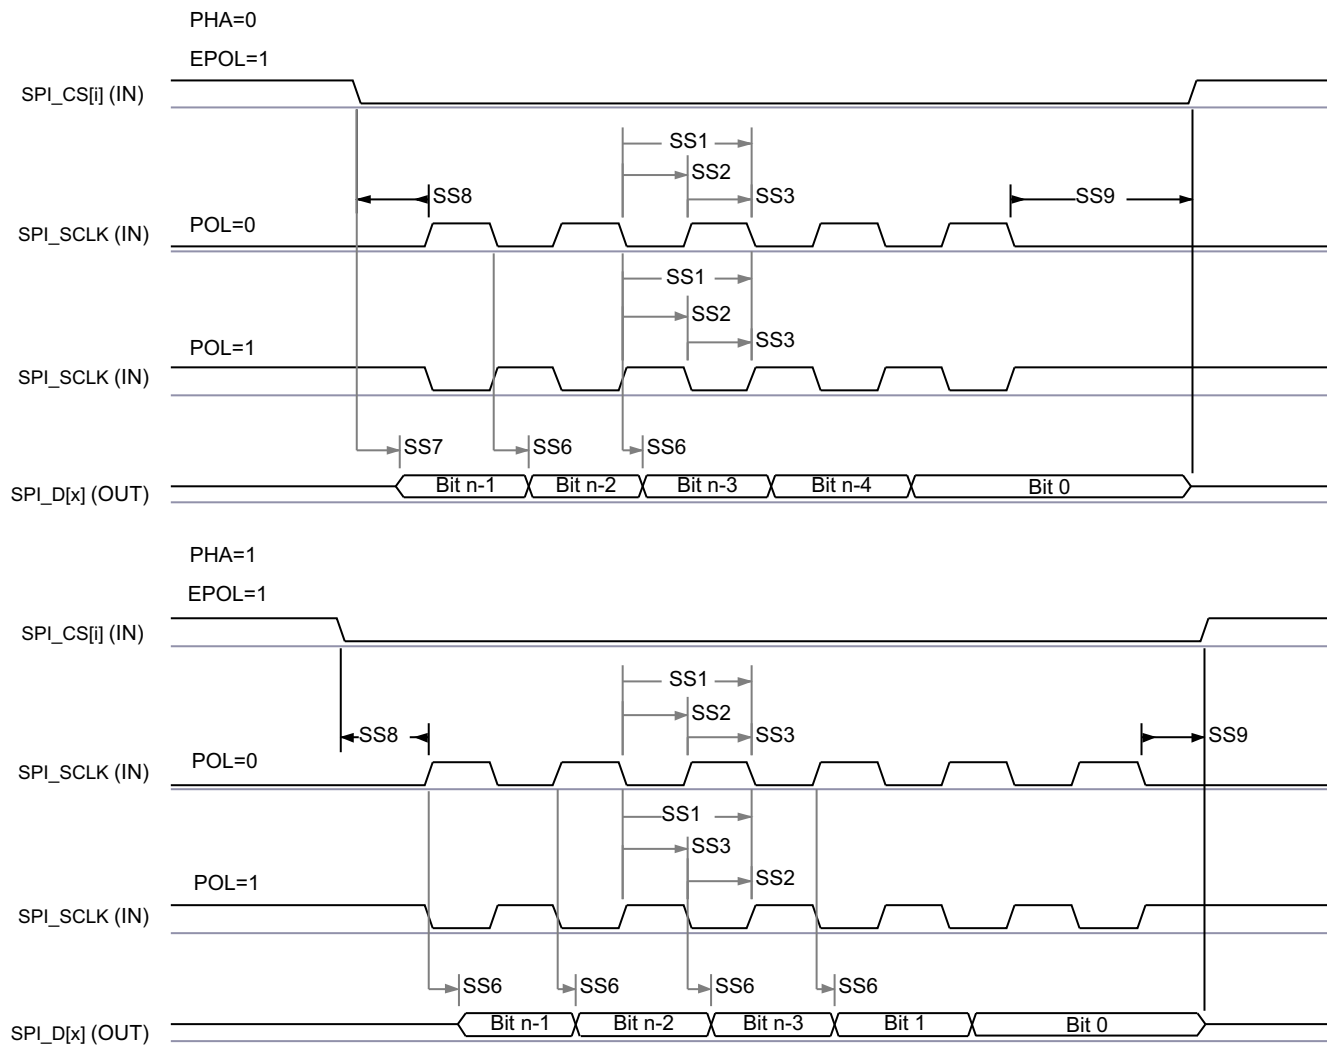 PHA=0
EPOL=1
SPI_CS[i] (IN)
SS1
SS2
SS8
SS3
SS9
POL=0
SPI_SCLK (IN)
SS1
SS2
SS3
POL=1
SPI_SCLK (IN)
SS7
SS6
SS6
SPI_D[x] (OUT)
Bit n-1
Bit n-2
Bit n-3
Bit n-4
Bit 0
PHA=1
EPOL=1
SPI_CS[i] (IN)
SS1
SS2
SS8
SS3
SS9
POL=0
SPI_SCLK (IN)
SS1
SS3
SS2
POL=1
SPI_SCLK (IN)
SS6
SS6
SS6
SS6
SPI_D[x] (OUT)
Bit n-1
Bit n-2
Bit n-3
Bit 1
Bit 0